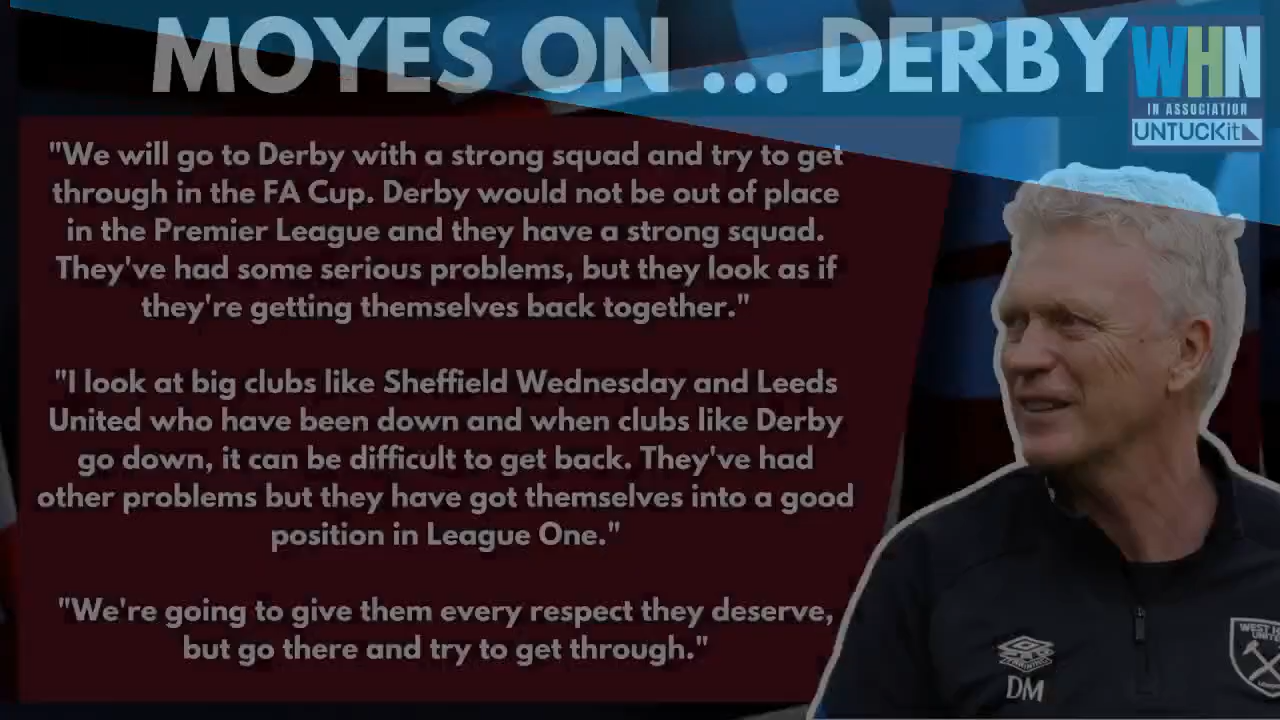 MOYES ON ... DERBY
WHN
IN ASSOCIATION
UNTUCKit
"We will go to Derby with a strong squad and try to get
through in the FA Cup. Derby would not be out of place
in the Premier League and they have a strong squad.
They've had some serious problems, but they look as if
they're getting themselves back together."
"I look at big clubs like Sheffield Wednesday and Leeds
United who have been down and when clubs like Derby
go down, it can be difficult to get back. They've had
other problems but they have got themselves into a good
position in League One."
"We're going to give them every respect they deserve,
but go there and try to get through."
DM
WEST